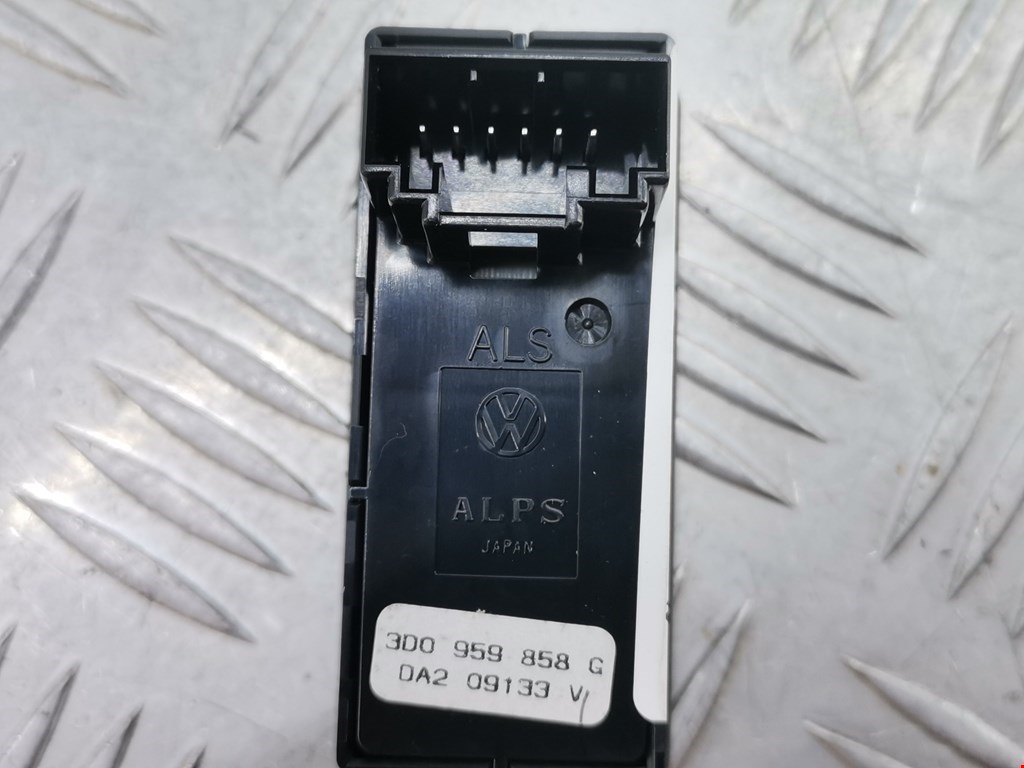 ALS
ALPS
JAPAN
3D0 959 858 G
DA2 09133 V